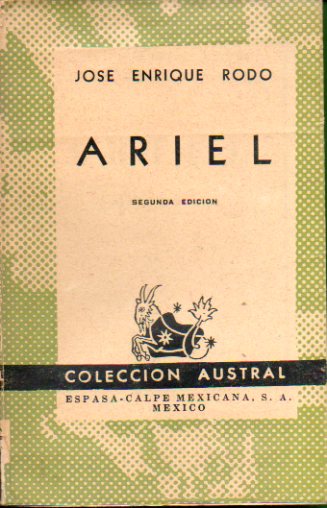 JOSE ENRIQUE RODO
ARIEL
SEGUNDA EDICION
COLECCION AUSTRAL
ESPASA-CALPE MEXICANA, S. A.
MEXICO